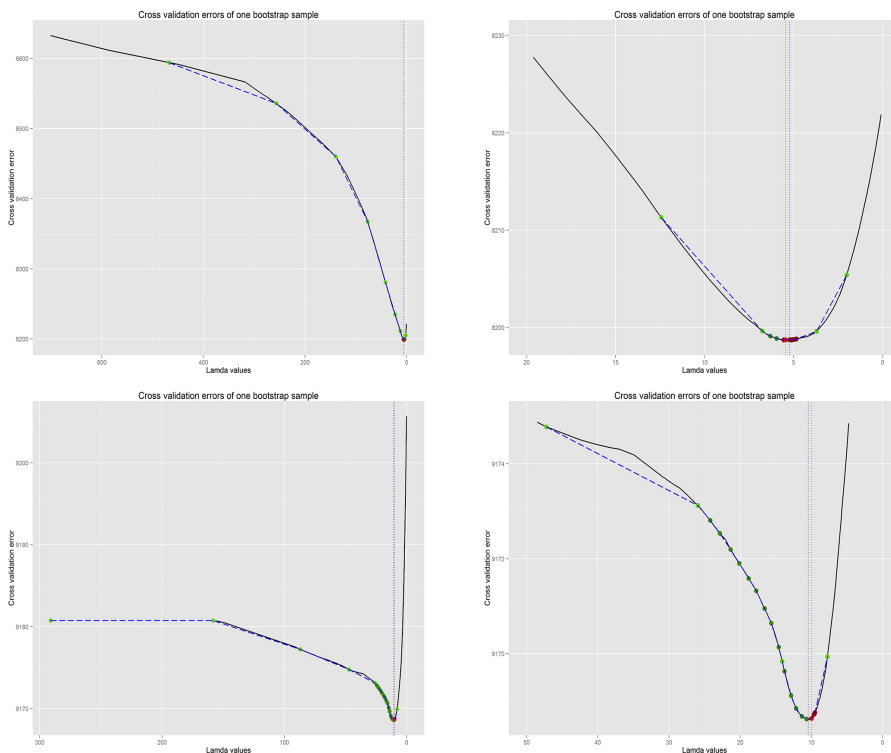 Cross validation errors of one bootstrap sample
Cross validation error
8600
8500
8400
8300
8200
600
400
200
0
Lamda values
Cross validation errors of one bootstrap sample
Cross validation error
8230
8220
8210
8200
20
15
10
5
0
Lamda values
Cross validation errors of one bootstrap sample
Cross validation error
9200
9190
9180
9170
300
200
100
0
Lamda values
Cross validation errors of one bootstrap sample
Cross validation error
9174
9172
9170
50
40
30
20
10
0
Lamda values